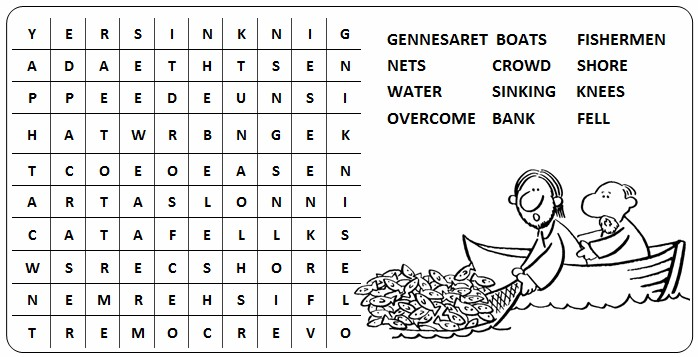 Y E R S I N K N I G
A D A E T H T S E N
P P E E D E U N S I
H A T W R B N G E K
T C O E O E A S E N
A R T A S L O N N I
C A T A F E L L K S
W S R E C S H O R E
N E M R E H S I F L
T R E M O C R E V O
GENNESARET BOATS FISHERMEN
NETS CROWD SHORE
WATER SINKING KNEES
OVERCOME BANK FELL